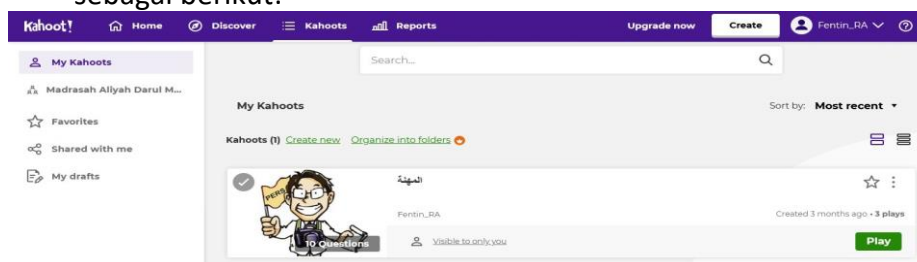 sebagai berikut:
Kahoot! Home Discover Kahoots Reports Upgrade now Create Fentin_RA
My Kahoots
Search...
Madrasah Aliyah Darul M...
My Kahoots
Sort by: Most recent
Favorites
Kahoots (1) Create new Organize into folders
Shared with me
My drafts
المهنة
PERS
Fentin_RA
Created 3 months ago • 3 plays
10 Questions
Visible to only you
Play